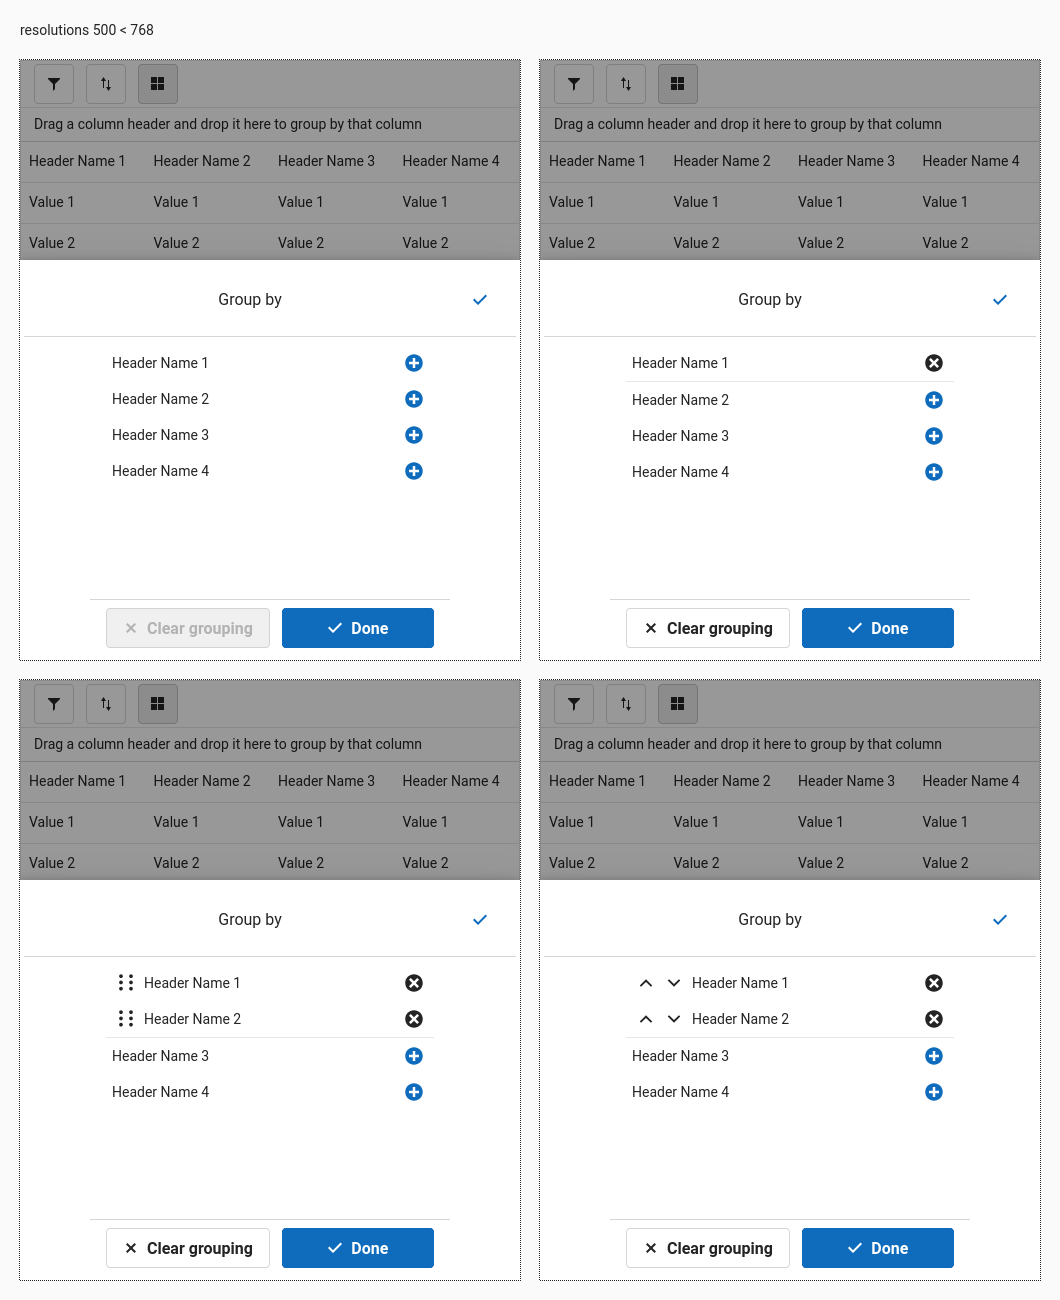 resolutions 500 < 768
Drag a column header and drop it here to group by that column
Header Name 1 Header Name 2 Header Name 3 Header Name 4
Value 1 Value 1 Value 1 Value 1
Value 2 Value 2 Value 2 Value 2
Group by
Header Name 1
Header Name 2
Header Name 3
Header Name 4
Clear grouping Done
Drag a column header and drop it here to group by that column
Header Name 1 Header Name 2 Header Name 3 Header Name 4
Value 1 Value 1 Value 1 Value 1
Value 2 Value 2 Value 2 Value 2
Group by
Header Name 1
Header Name 2
Header Name 3
Header Name 4
Clear grouping Done
Drag a column header and drop it here to group by that column
Header Name 1 Header Name 2 Header Name 3 Header Name 4
Value 1 Value 1 Value 1 Value 1
Value 2 Value 2 Value 2 Value 2
Group by
Header Name 1
Header Name 2
Header Name 3
Header Name 4
Clear grouping Done
Drag a column header and drop it here to group by that column
Header Name 1 Header Name 2 Header Name 3 Header Name 4
Value 1 Value 1 Value 1 Value 1
Value 2 Value 2 Value 2 Value 2
Group by
Header Name 1
Header Name 2
Header Name 3
Header Name 4
Clear grouping Done